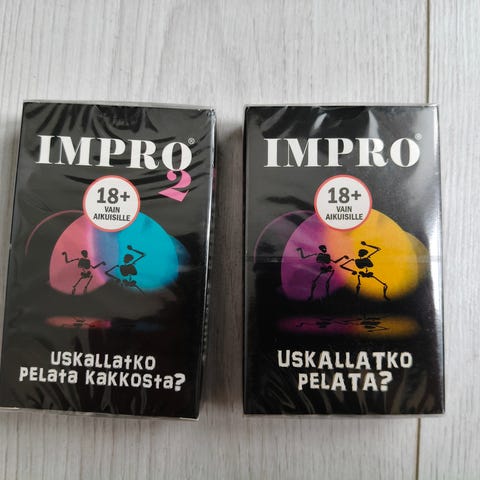 IMPRO®
2
18+
VAIN
AIKUISILLE
USKALLATKO
PELATA KAKKOSTA?
IMPRO®
18+
VAIN
AIKUISILLE
USKALLATKO
PELATA?